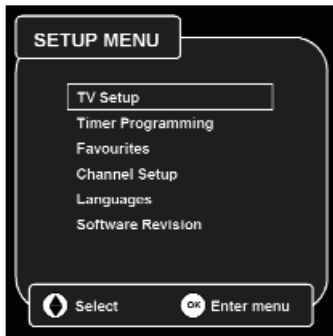 SETUP MENU
TV Setup
Timer Programming
Favourites
Channel Setup
Languages
Software Revision
Select OK Enter menu